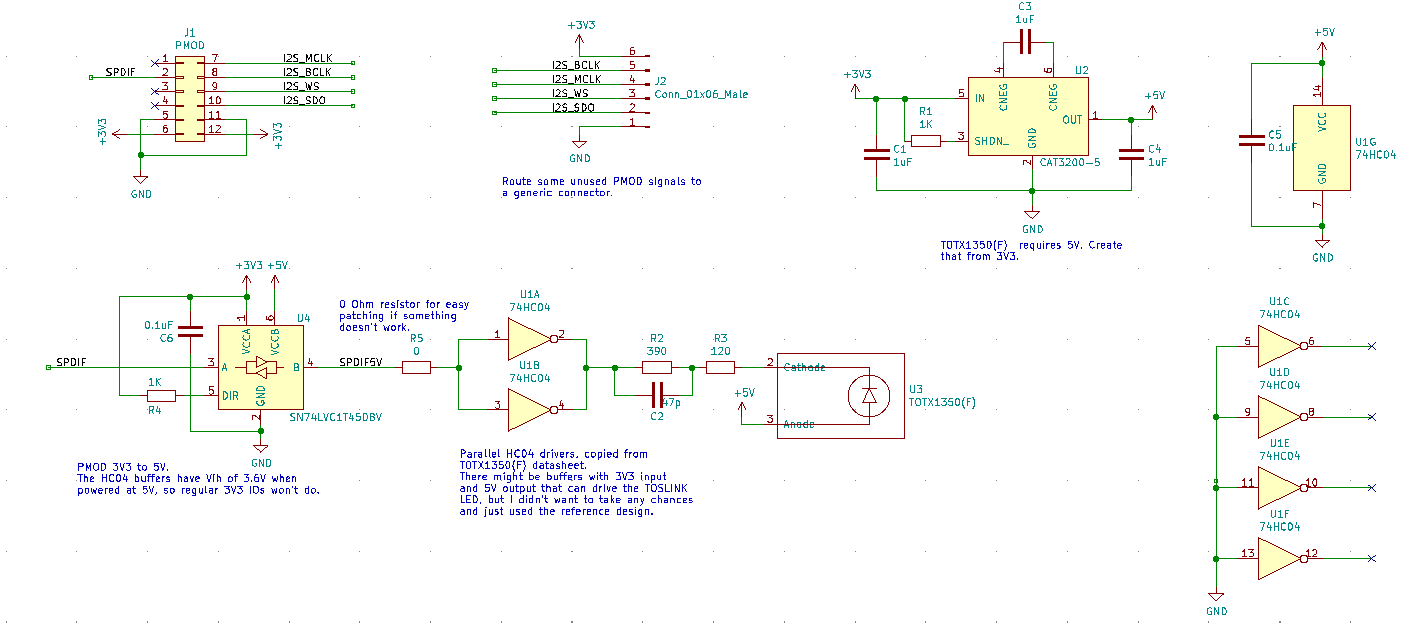 J1
PMOD
SPDIF
1
2
3
4
5
6
7
8
9
10
11
12
I2S_MCLK
I2S_BCLK
I2S_WS
I2S_SDO
+3V3
+3V3
GND
+3V3
I2S_BCLK
I2S_MCLK
I2S_WS
I2S_SDO
6
5
4
3
2
1
J2
Conn_01x06_Male
GND
Route some unused PMOD signals to
a generic connector.
C3
1uF
+3V3
4
6
U2
5
IN
CNEG
CNEG
R1
1K
3
SHDN_
GND
OUT
1
+5V
2
CAT3200-5
C1
1uF
C4
1uF
GND
TOTX1350(F)  requires 5V. Create
that from 3V3.
+5V
14
VCC
C5
0.1uF
U1G
74HC04
GND
7
GND
+3V3
+5V
0.1uF
C6
1
6
U4
VCCA
VCCB
SPDIF
3
A
B
4
SPDIF5V
1K
R4
5
DIR
GND
2
SN74LVC1T45DBV
GND
PMOD 3V3 to 5V.
The HC04 buffers have Vih of 3.6V when
powered at 5V, so regular 3V3 IOs won't do.
0 Ohm resistor for easy
patching if something
doesn't work.
R5
0
U1A
74HC04
1
2
U1B
74HC04
3
4
R2
390
47p
C2
R3
120
2
Cathode
+5V
3
Anode
U3
TOTX1350(F)
Parallel HC04 drivers, copied from
TOTX1350(F) datasheet.
There might be buffers with 3V3 input
and 5V output that can drive the TOSLINK
LED, but I didn't want to take any chances
and just used the reference design.
U1C
74HC04
5
6
U1D
74HC04
9
8
U1E
74HC04
11
10
U1F
74HC04
13
12
GND